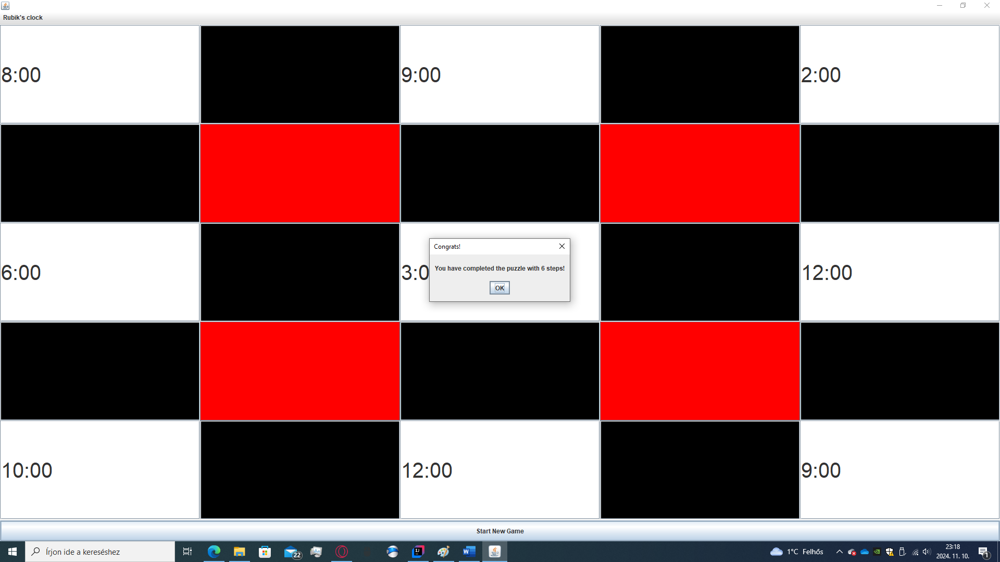 Rubik's clock
8:00
9:00
2:00
6:00
3:0
12:00
Congrats!
You have completed the puzzle with 6 steps!
OK
10:00
12:00
9:00
Start New Game
Írjon ide a kereséshez
22
1°C Felhős
23:18
2024. 11. 10.
1